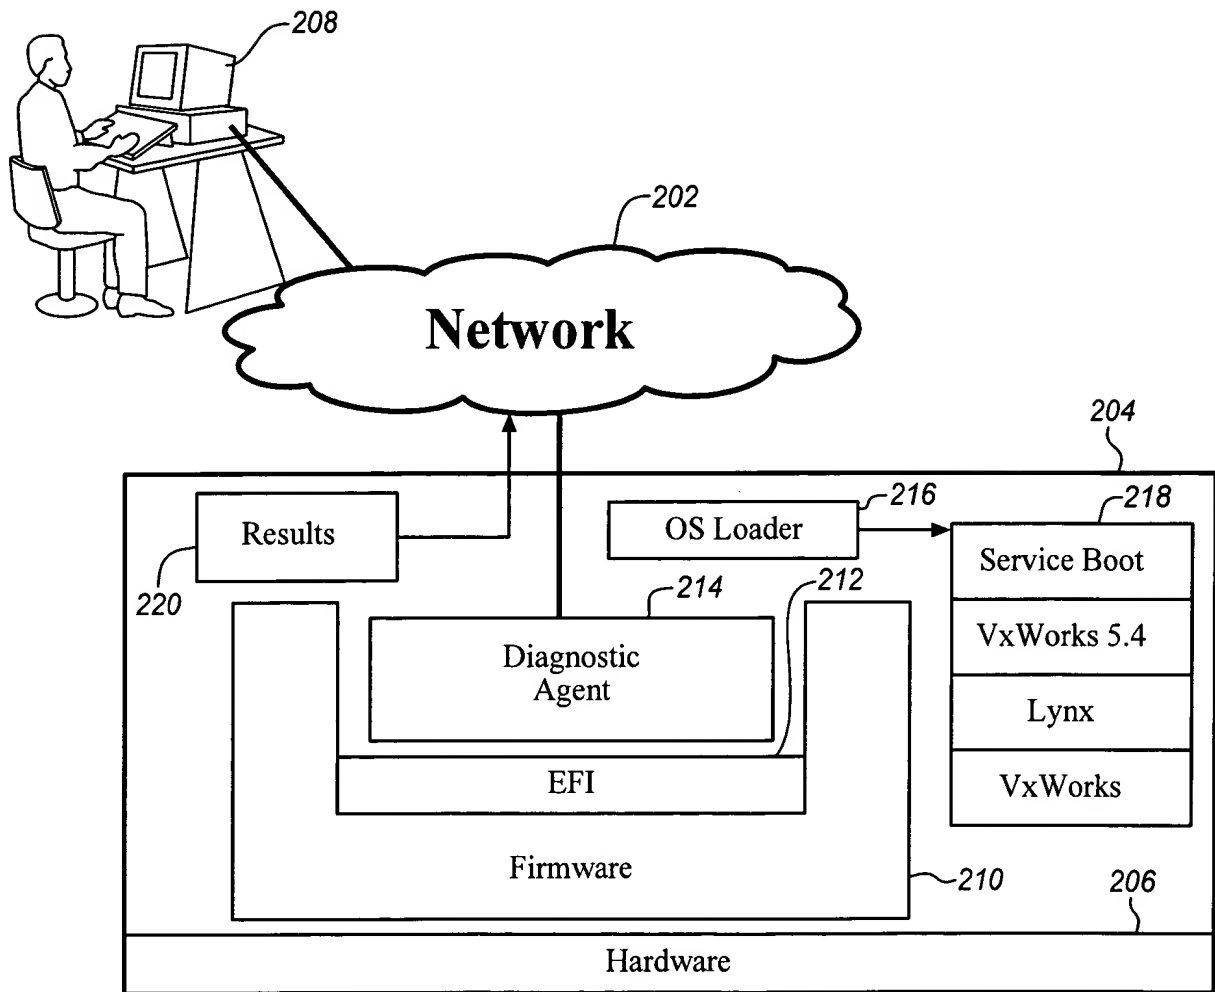 208
202
Network
204
Results
220
OS Loader
216
218
Service Boot
VxWorks 5.4
Lynx
VxWorks
214
212
Diagnostic
Agent
EFI
Firmware
210
206
Hardware